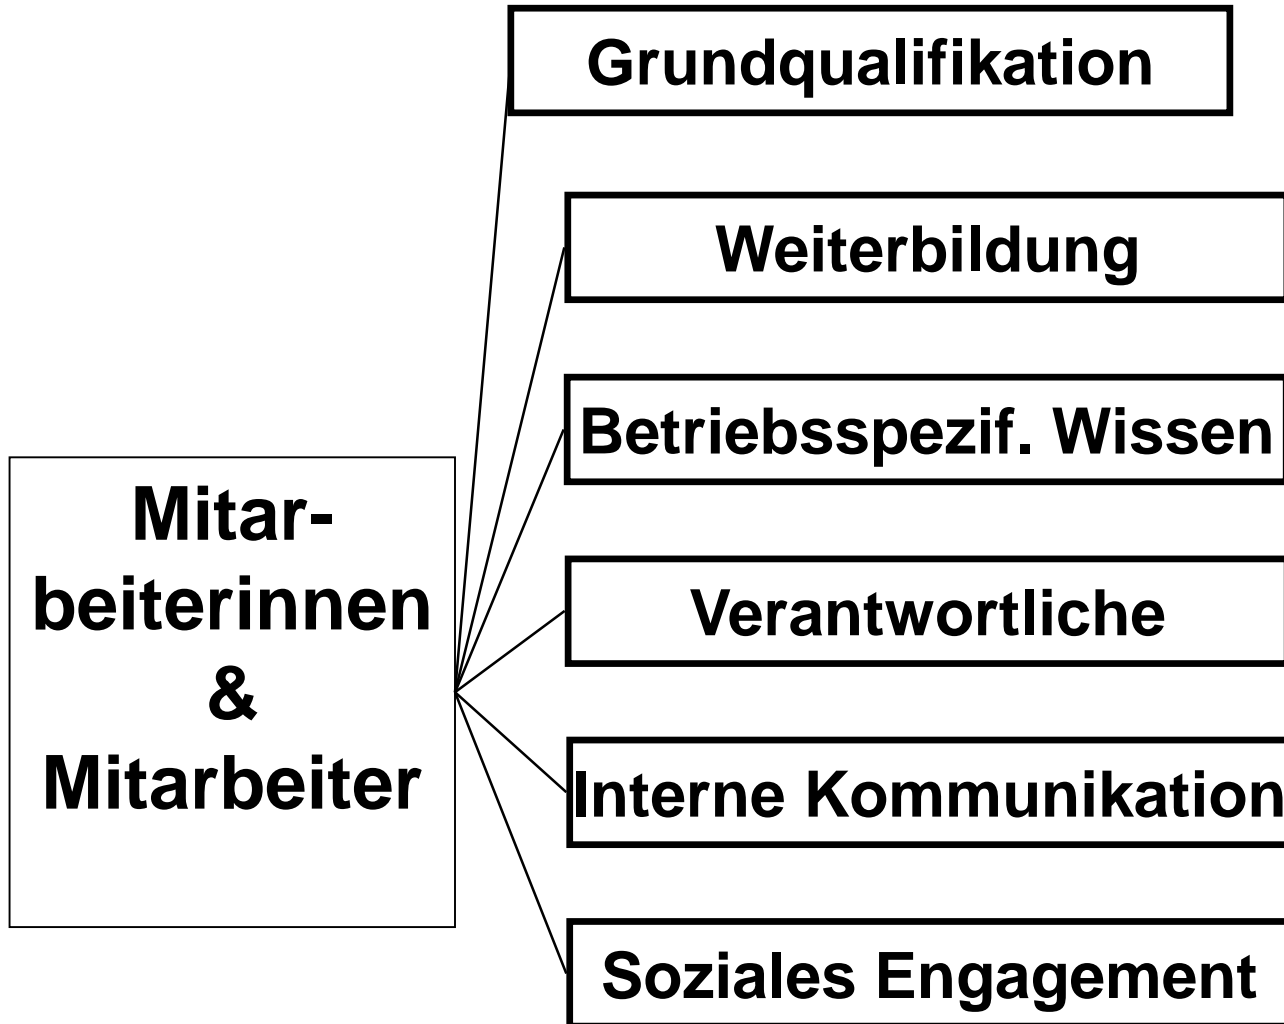 Grundqualifikation
Weiterbildung
Betriebsspezif. Wissen
Mitar-
beiterinnen
&
Mitarbeiter
Verantwortliche
Interne Kommunikation
Soziales Engagement